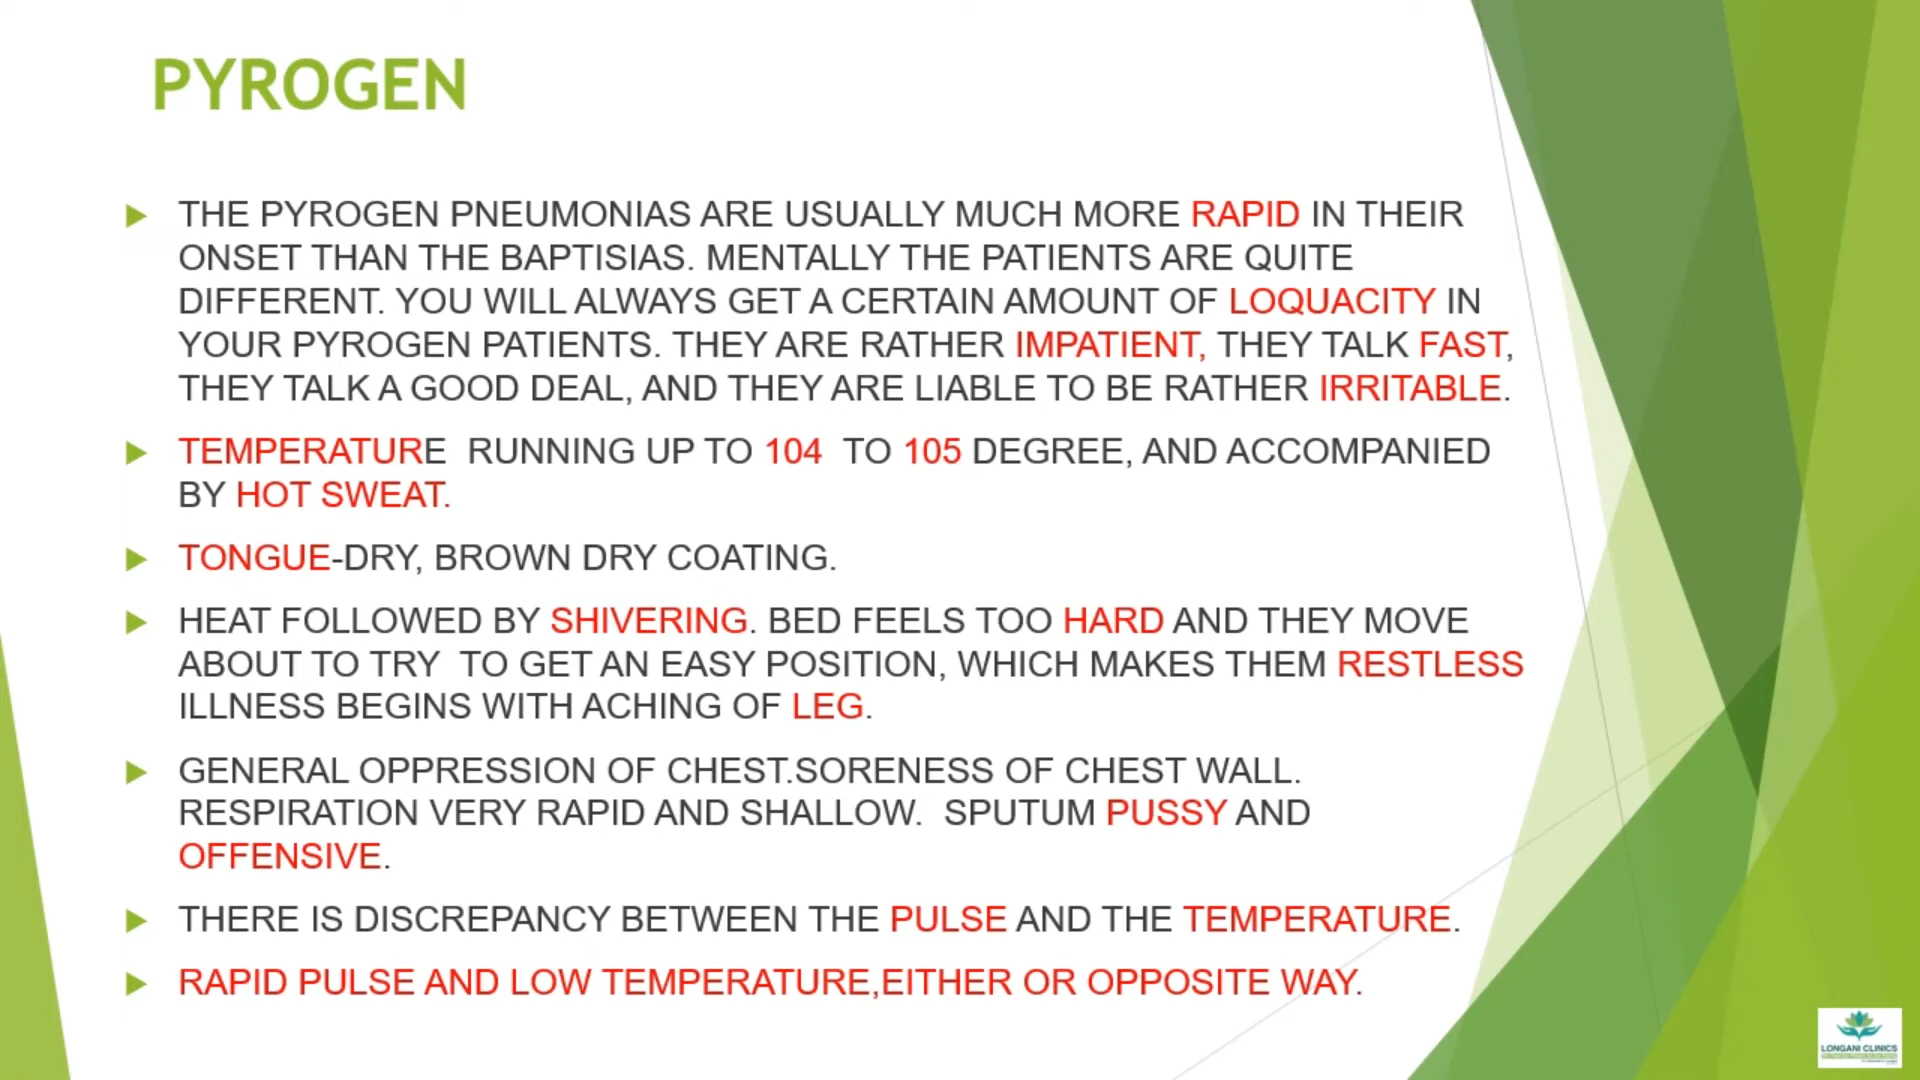 PYROGEN
THE PYROGEN PNEUMONIAS ARE USUALLY MUCH MORE RAPID IN THEIR
ONSET THAN THE BAPTISIAS. MENTALLY THE PATIENTS ARE QUITE
DIFFERENT. YOU WILL ALWAYS GET A CERTAIN AMOUNT OF LOQUACITY IN
YOUR PYROGEN PATIENTS. THEY ARE RATHER IMPATIENT, THEY TALK FAST,
THEY TALK A GOOD DEAL, AND THEY ARE LIABLE TO BE RATHER IRRITABLE.
TEMPERATURE RUNNING UP TO 104 TO 105 DEGREE, AND ACCOMPANIED
BY HOT SWEAT.
TONGUE-DRY, BROWN DRY COATING.
HEAT FOLLOWED BY SHIVERING. BED FEELS TOO HARD AND THEY MOVE
ABOUT TO TRY TO GET AN EASY POSITION, WHICH MAKES THEM RESTLESS
ILLNESS BEGINS WITH ACHING OF LEG.
GENERAL OPPRESSION OF CHEST.SORENESS OF CHEST WALL.
RESPIRATION VERY RAPID AND SHALLOW. SPUTUM PUSSY AND
OFFENSIVE.
THERE IS DISCREPANCY BETWEEN THE PULSE AND THE TEMPERATURE.
RAPID PULSE AND LOW TEMPERATURE,EITHER OR OPPOSITE WAY.
LONGANI CLINICS